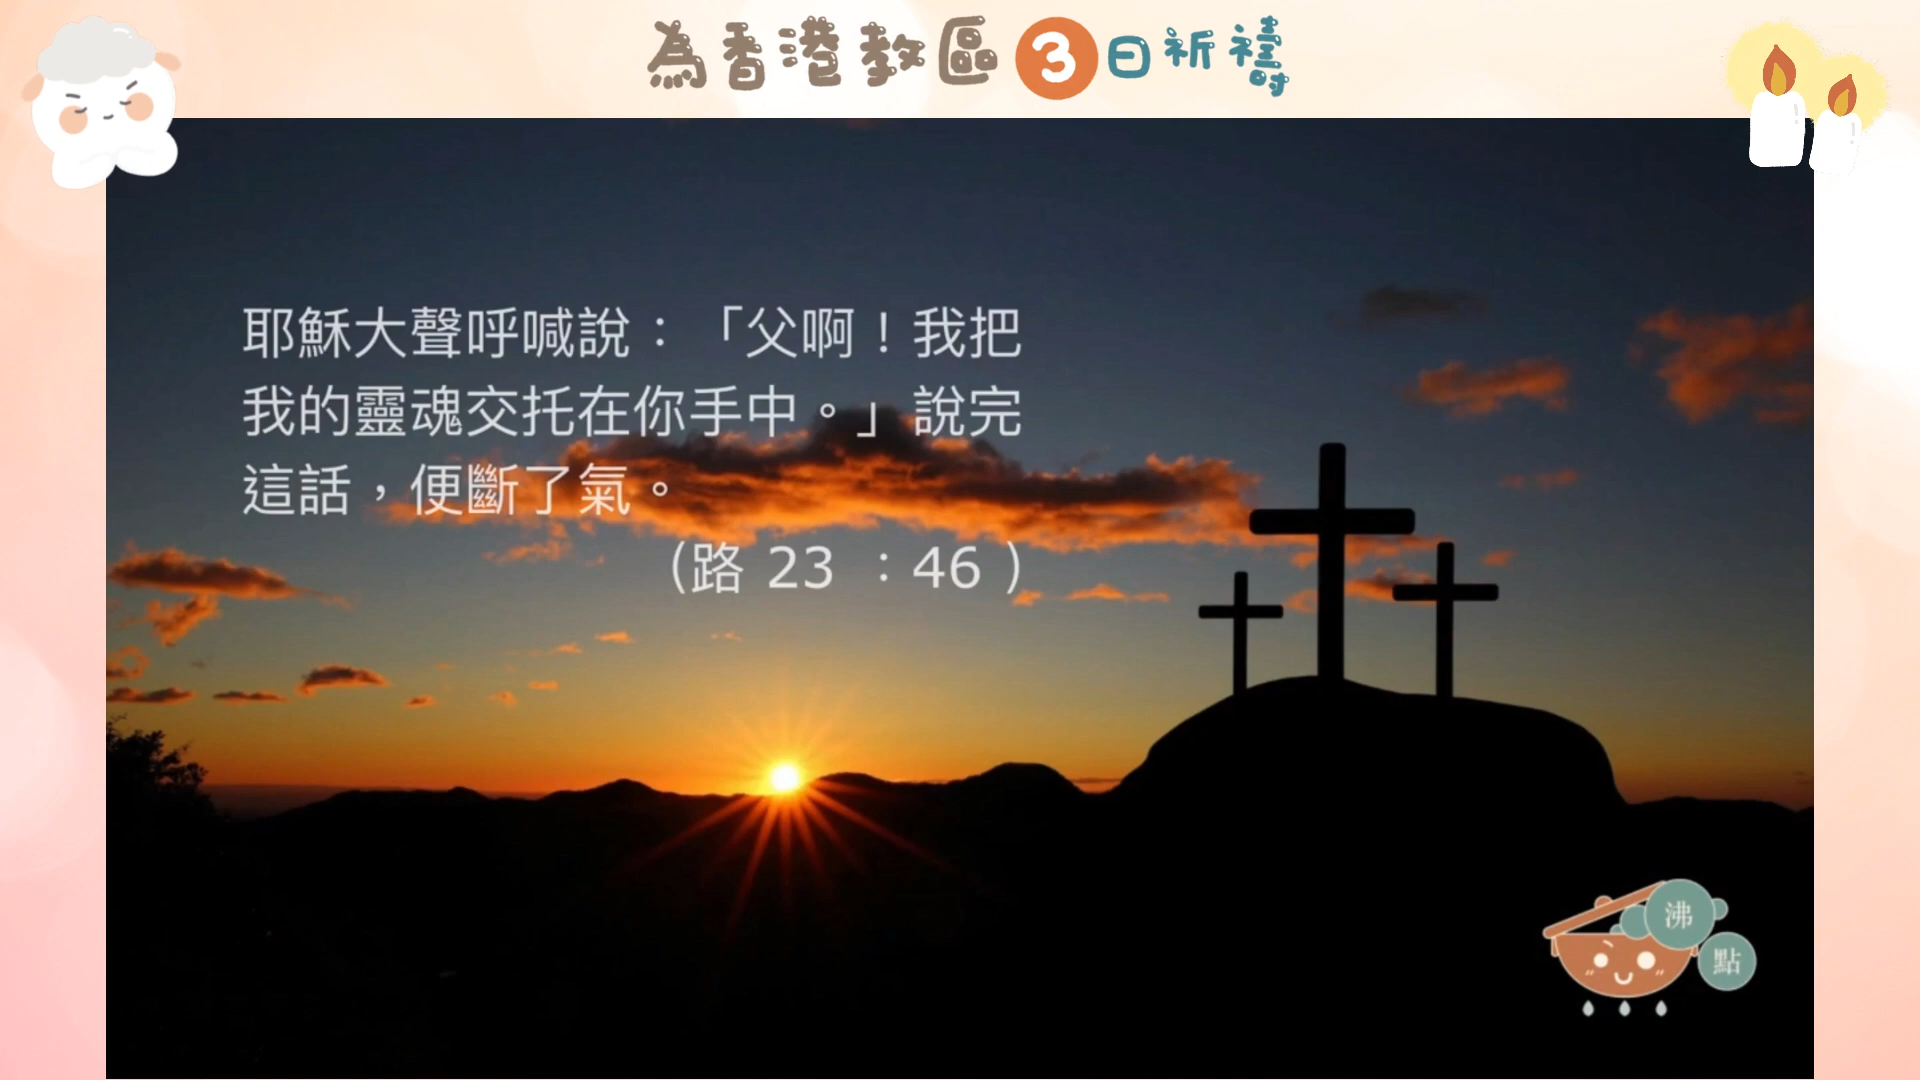 為香港教區3日祈禱
耶穌大聲呼喊說：「父啊！我把
我的靈魂交托在你手中。」說完
這話，便斷了氣。
（路 23 ：46 ）
沸
點